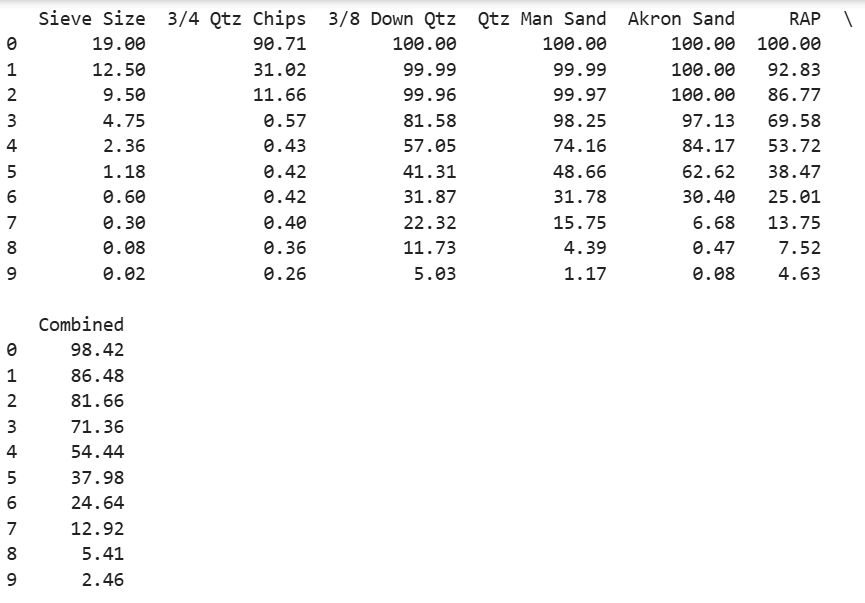 Sieve Size  3/4 Qtz Chips  3/8 Down Qtz  Qtz Man Sand  Akron Sand     RAP  \
0       19.00          90.71        100.00        100.00      100.00  100.00
1       12.50          31.02         99.99         99.99      100.00   92.83
2        9.50          11.66         99.96         99.97      100.00   86.77
3        4.75           0.57         81.58         98.25       97.13   69.58
4        2.36           0.43         57.05         74.16       84.17   53.72
5        1.18           0.42         41.31         48.66       62.62   38.47
6        0.60           0.42         31.87         31.78       30.40   25.01
7        0.30           0.40         22.32         15.75        6.68   13.75
8        0.08           0.36         11.73          4.39        0.47    7.52
9        0.02           0.26          5.03          1.17        0.08    4.63

   Combined
0     98.42
1     86.48
2     81.66
3     71.36
4     54.44
5     37.98
6     24.64
7     12.92
8      5.41
9      2.46